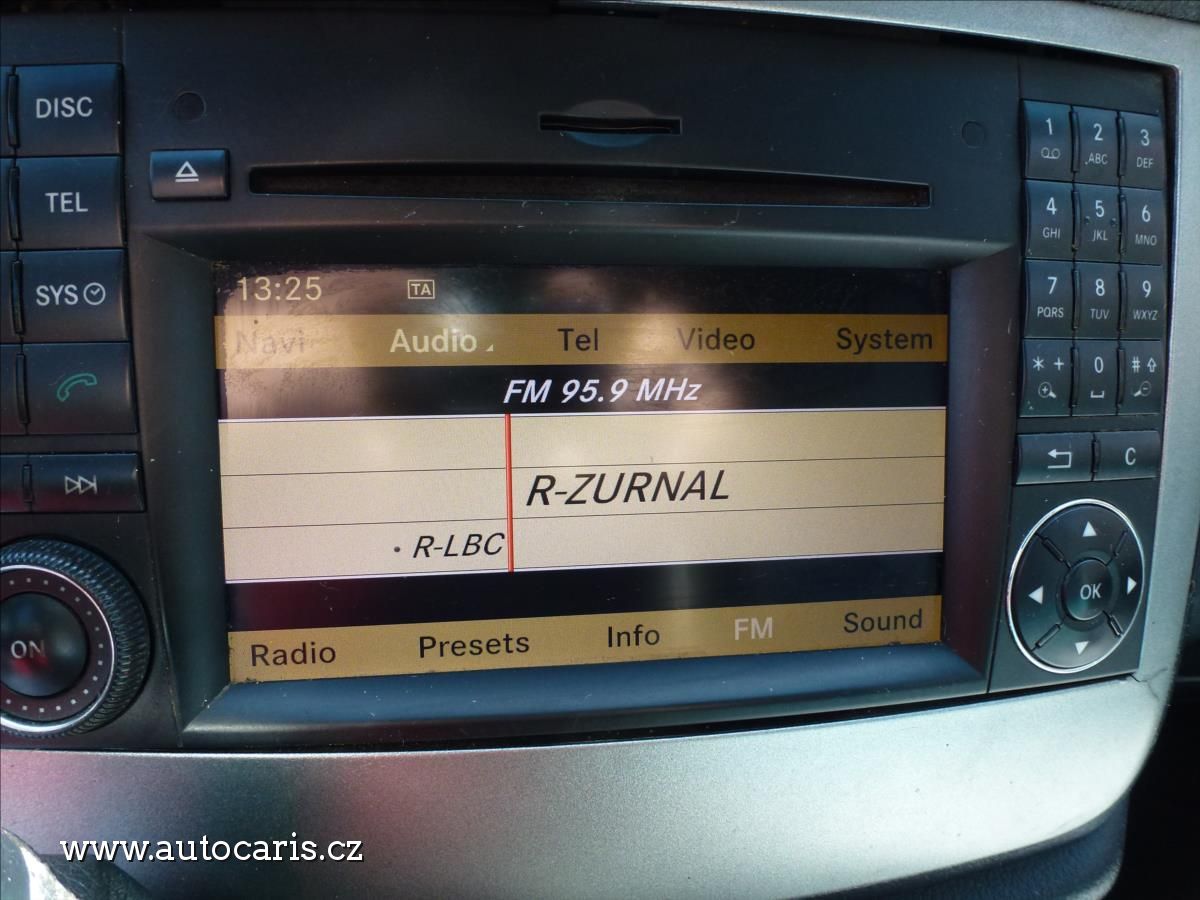 DISC
TEL
SYS
ON
13:25 TA
Navi Audio Tel Video System
FM 95.9 MHz
R-ZURNAL
• R-LBC
Radio Presets Info FM Sound
1 2 ABC 3 DEF
4 GHI 5 JKL 6 MNO
7 PQRS 8 TUV 9 WXYZ
* + 0 #
C
OK
www.autocaris.cz